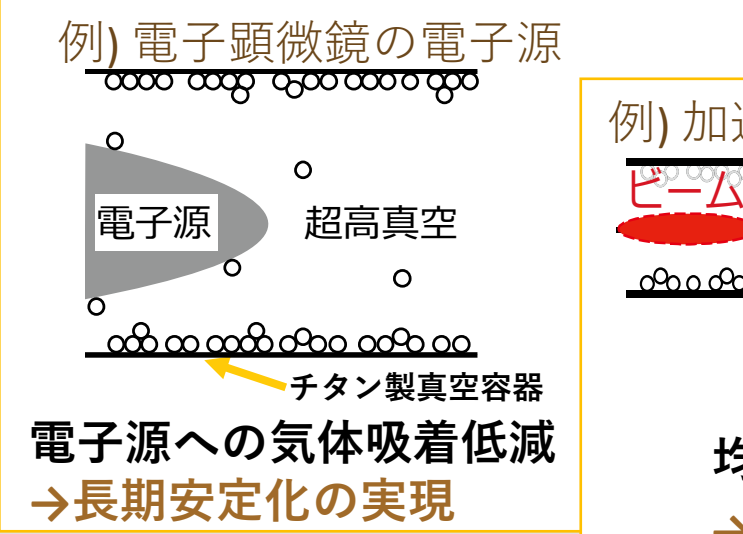 例) 電子顕微鏡の電子源
電子源
超高真空
チタン製真空容器
電子源への気体吸着低減
→長期安定化の実現
例) 加
ビーム